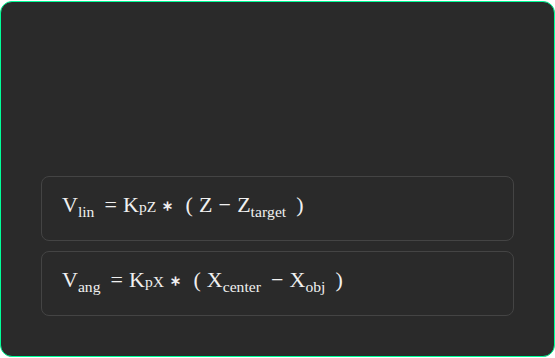 Vlin = KpZ * ( Z − Ztarget )
Vang = KpX * ( Xcenter − Xobj )